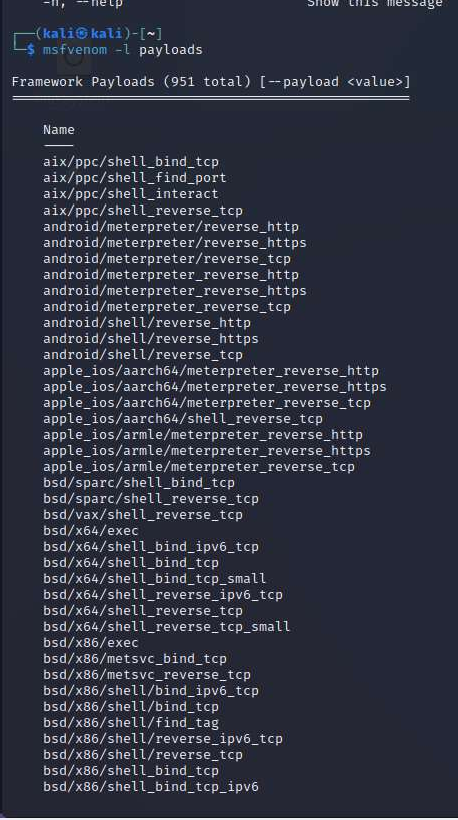 -h, --help Show this message
┌──(kali㉿kali)-[~]
└─$ msfvenom -l payloads
Framework Payloads (951 total) [--payload <value>]
==================================================
Name
----
aix/ppc/shell_bind_tcp
aix/ppc/shell_find_port
aix/ppc/shell_interact
aix/ppc/shell_reverse_tcp
android/meterpreter/reverse_http
android/meterpreter/reverse_https
android/meterpreter/reverse_tcp
android/meterpreter_reverse_http
android/meterpreter_reverse_https
android/meterpreter_reverse_tcp
android/shell/reverse_http
android/shell/reverse_https
android/shell/reverse_tcp
apple_ios/aarch64/meterpreter_reverse_http
apple_ios/aarch64/meterpreter_reverse_https
apple_ios/aarch64/meterpreter_reverse_tcp
apple_ios/aarch64/shell_reverse_tcp
apple_ios/armle/meterpreter_reverse_http
apple_ios/armle/meterpreter_reverse_https
apple_ios/armle/meterpreter_reverse_tcp
bsd/sparc/shell_bind_tcp
bsd/sparc/shell_reverse_tcp
bsd/vax/shell_reverse_tcp
bsd/x64/exec
bsd/x64/shell_bind_ipv6_tcp
bsd/x64/shell_bind_tcp
bsd/x64/shell_bind_tcp_small
bsd/x64/shell_reverse_ipv6_tcp
bsd/x64/shell_reverse_tcp
bsd/x64/shell_reverse_tcp_small
bsd/x86/exec
bsd/x86/metsvc_bind_tcp
bsd/x86/metsvc_reverse_tcp
bsd/x86/shell/bind_ipv6_tcp
bsd/x86/shell/bind_tcp
bsd/x86/shell/find_tag
bsd/x86/shell/reverse_ipv6_tcp
bsd/x86/shell/reverse_tcp
bsd/x86/shell_bind_tcp
bsd/x86/shell_bind_tcp_ipv6